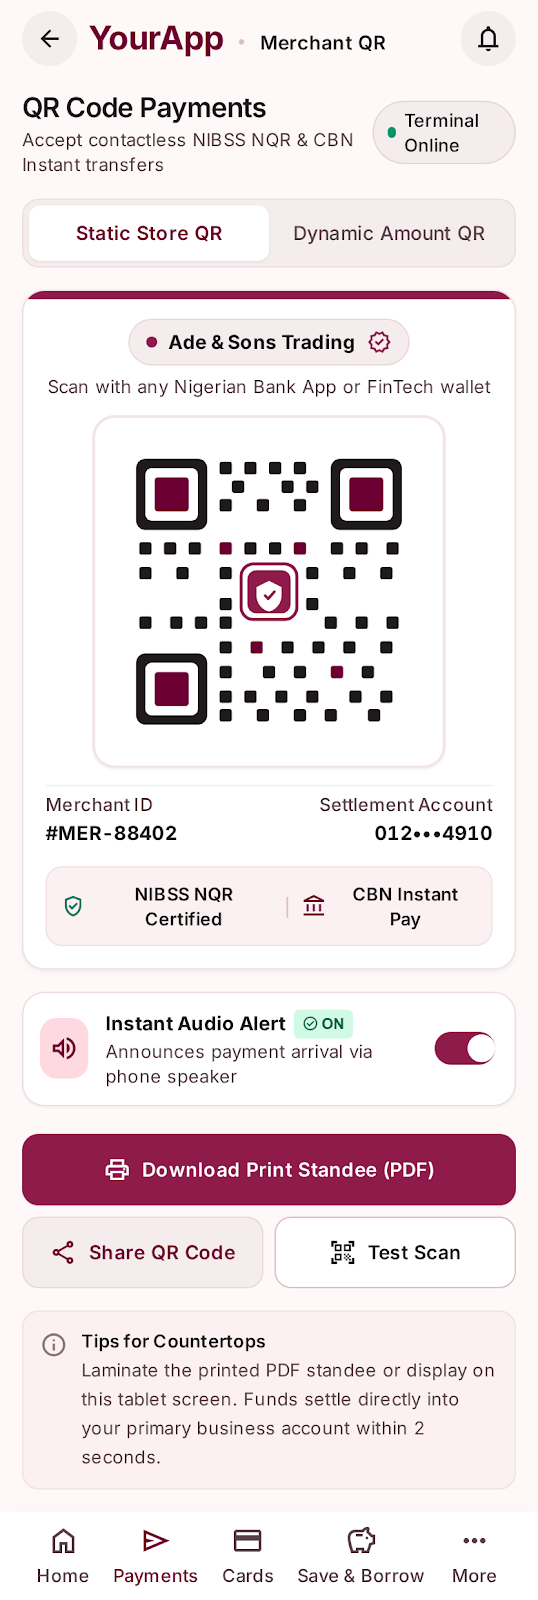 YourApp • Merchant QR
QR Code Payments
Accept contactless NIBSS NQR & CBN
Instant transfers
Terminal
Online
Static Store QR
Dynamic Amount QR
Ade & Sons Trading
Scan with any Nigerian Bank App or FinTech wallet
Merchant ID
#MER-88402
Settlement Account
012•••4910
NIBSS NQR
Certified
CBN Instant
Pay
Instant Audio Alert
ON
Announces payment arrival via
phone speaker
Download Print Standee (PDF)
Share QR Code
Test Scan
Tips for Countertops
Laminate the printed PDF standee or display on
this tablet screen. Funds settle directly into
your primary business account within 2
seconds.
Home
Payments
Cards
Save & Borrow
More